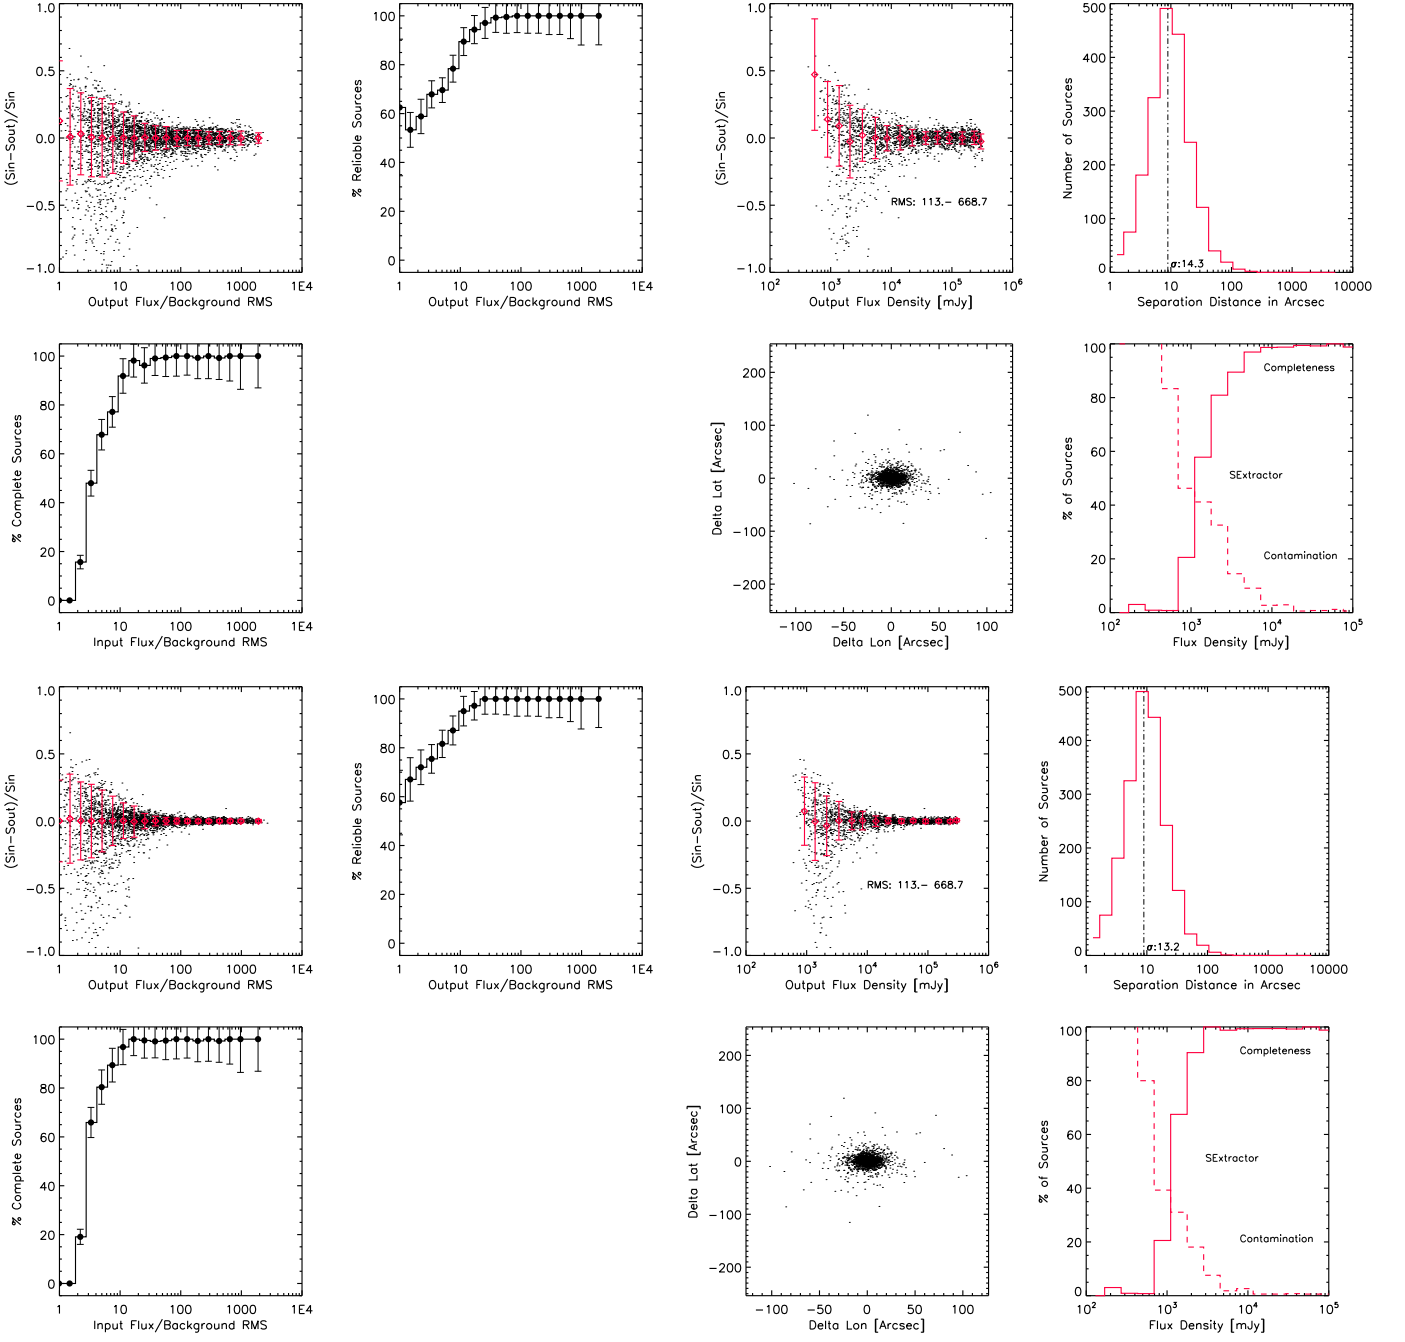 1.0
0.5
0.0
−0.5
−1.0
(Sin−Sout)/Sin
1 10 100 1000 1E4
Output Flux/Background RMS
100
80
60
40
20
0
% Reliable Sources
1 10 100 1000 1E4
Output Flux/Background RMS
1.0
0.5
0.0
−0.5
−1.0
(Sin−Sout)/Sin
RMS: 113.− 668.7
10² 10³ 10⁴ 10⁵ 10⁶
Output Flux Density [mJy]
500
400
300
200
100
0
Number of Sources
σ:14.3
1 10 100 1000 10000
Separation Distance in Arcsec
100
80
60
40
20
0
% Complete Sources
1 10 100 1000 1E4
Input Flux/Background RMS
200
100
0
−100
−200
Delta Lat [Arcsec]
−100 −50 0 50 100
Delta Lon [Arcsec]
100
80
60
40
20
0
% of Sources
Completeness
SExtractor
Contamination
10² 10³ 10⁴ 10⁵
Flux Density [mJy]
1.0
0.5
0.0
−0.5
−1.0
(Sin−Sout)/Sin
1 10 100 1000 1E4
Output Flux/Background RMS
100
80
60
40
20
0
% Reliable Sources
1 10 100 1000 1E4
Output Flux/Background RMS
1.0
0.5
0.0
−0.5
−1.0
(Sin−Sout)/Sin
RMS: 113.− 668.7
10² 10³ 10⁴ 10⁵ 10⁶
Output Flux Density [mJy]
500
400
300
200
100
0
Number of Sources
σ:13.2
1 10 100 1000 10000
Separation Distance in Arcsec
100
80
60
40
20
0
% Complete Sources
1 10 100 1000 1E4
Input Flux/Background RMS
200
100
0
−100
−200
Delta Lat [Arcsec]
−100 −50 0 50 100
Delta Lon [Arcsec]
100
80
60
40
20
0
% of Sources
Completeness
SExtractor
Contamination
10² 10³ 10⁴ 10⁵
Flux Density [mJy]